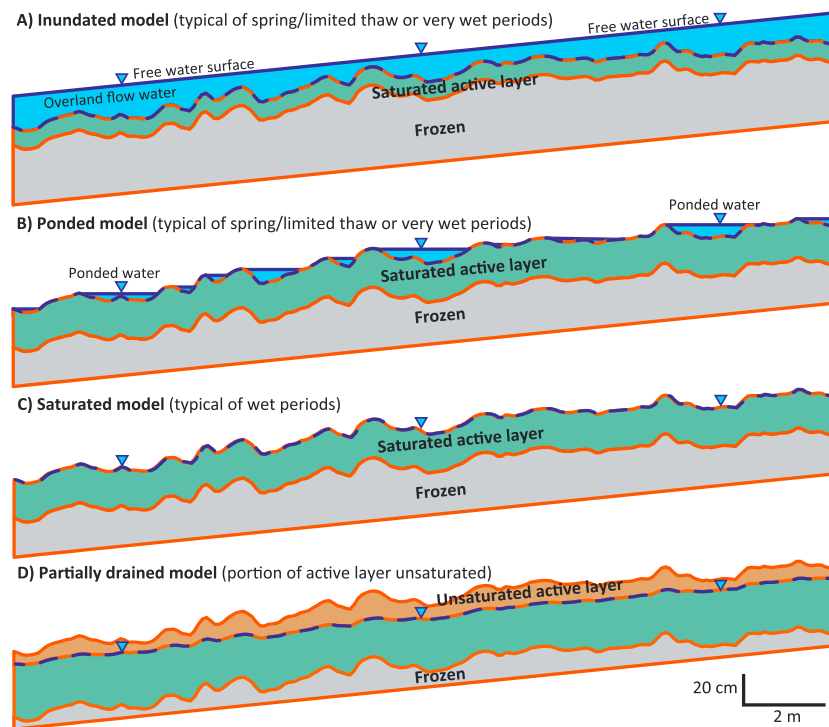 A) Inundated model (typical of spring/limited thaw or very wet periods)
Free water surface
Free water surface
Overland flow water
Saturated active layer
Frozen
B) Ponded model (typical of spring/limited thaw or very wet periods)
Ponded water
Ponded water
Saturated active layer
Frozen
C) Saturated model (typical of wet periods)
Saturated active layer
Frozen
D) Partially drained model (portion of active layer unsaturated)
Unsaturated active layer
Frozen
20 cm
2 m